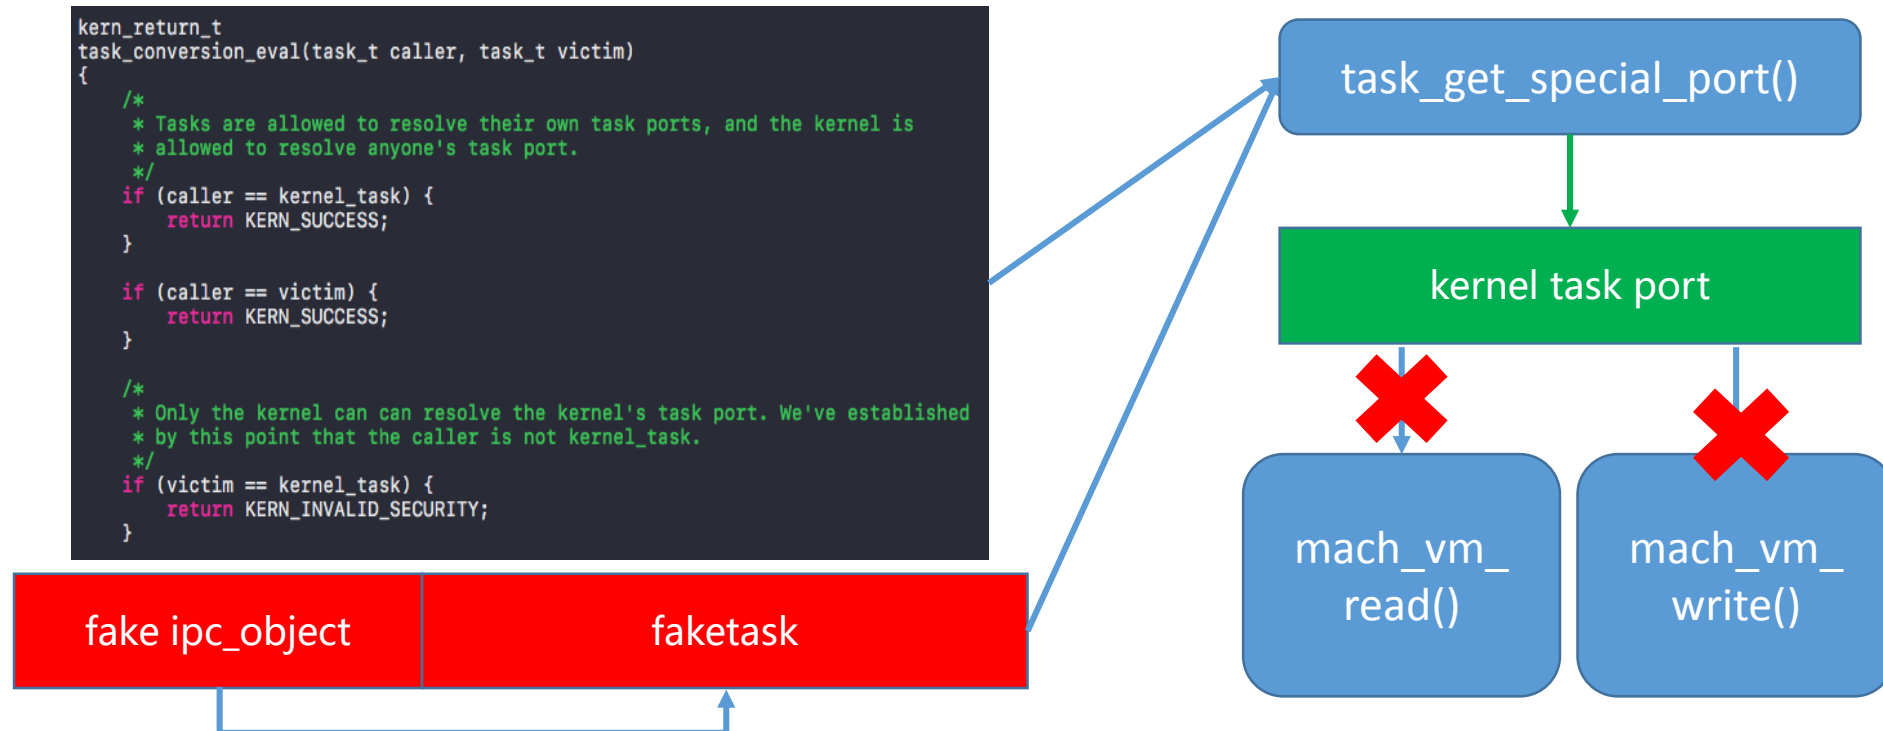 kern_return_t
task_conversion_eval(task_t caller, task_t victim)
{
    /*
     * Tasks are allowed to resolve their own task ports, and the kernel is
     * allowed to resolve anyone's task port.
     */
    if (caller == kernel_task) {
        return KERN_SUCCESS;
    }

    if (caller == victim) {
        return KERN_SUCCESS;
    }

    /*
     * Only the kernel can can resolve the kernel's task port. We've established
     * by this point that the caller is not kernel_task.
     */
    if (victim == kernel_task) {
        return KERN_INVALID_SECURITY;
    }
fake ipc_object
faketask
task_get_special_port()
kernel task port
mach_vm_
read()
mach_vm_
write()